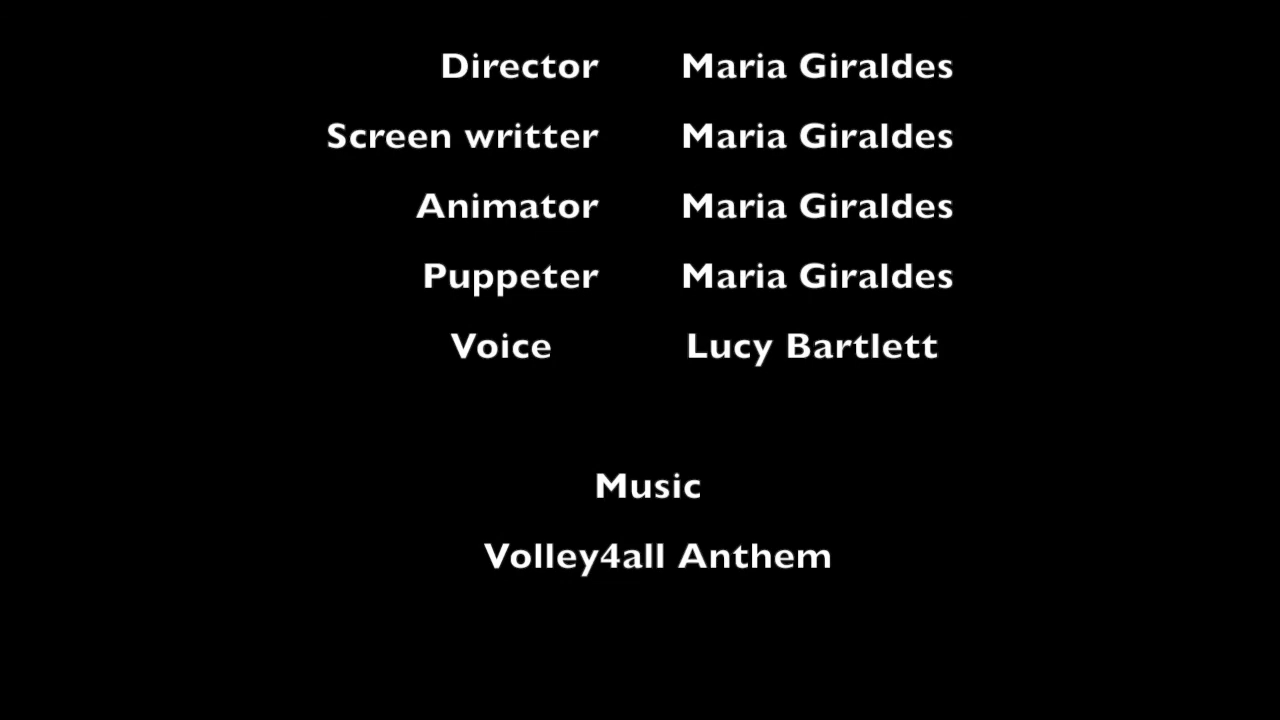 Director Maria Giraldes
Screen writter Maria Giraldes
Animator Maria Giraldes
Puppeter Maria Giraldes
Voice Lucy Bartlett
Music
Volley4all Anthem